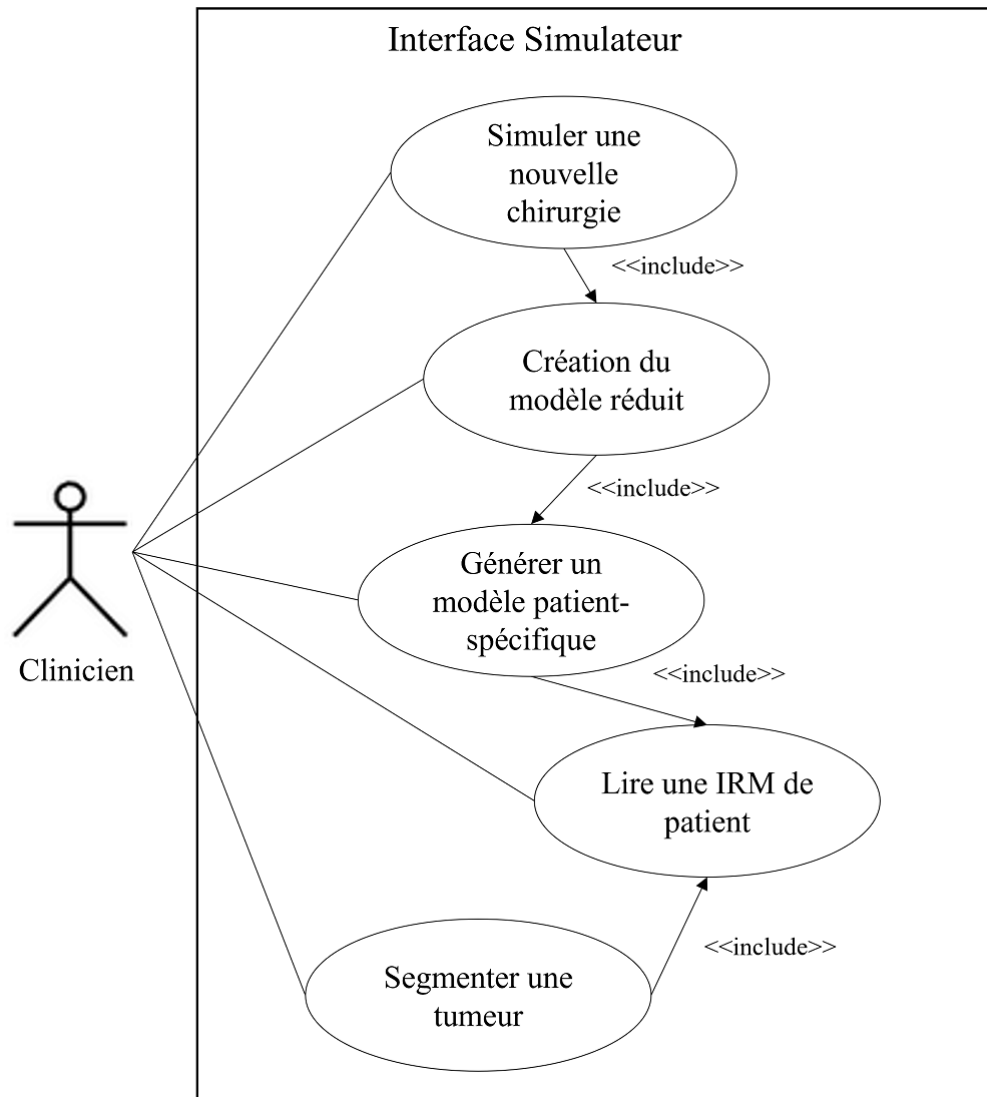 Interface Simulateur
Simuler une
nouvelle
chirurgie
<<include>>
Création du
modèle réduit
<<include>>
Générer un
modèle patient-
spécifique
Clinicien
<<include>>
Lire une IRM de
patient
<<include>>
Segmenter une
tumeur